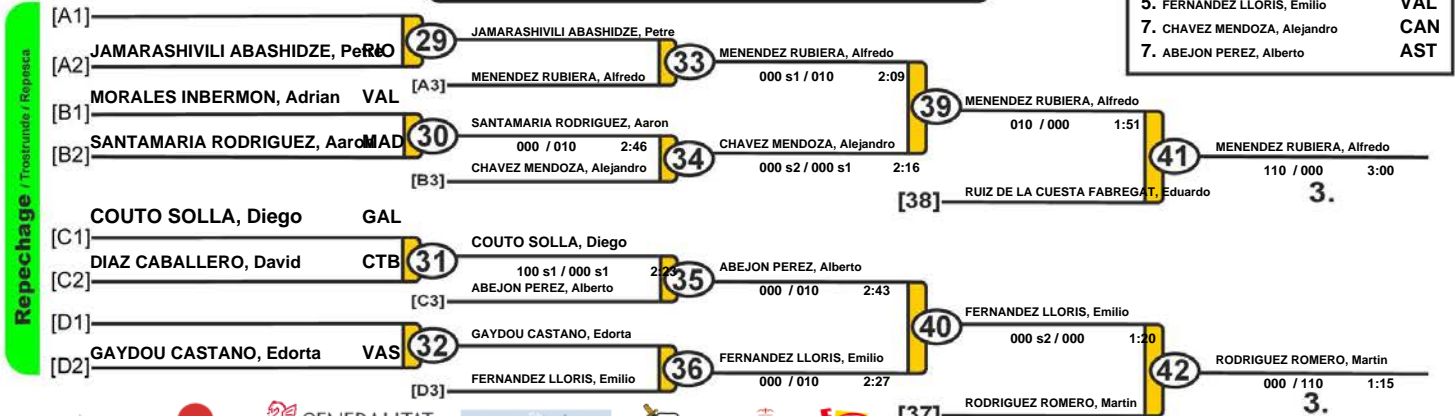 5. FERNANDEZ LLORIS, Emilio VAL
7. CHAVEZ MENDOZA, Alejandro CAN
7. ABEJON PEREZ, Alberto AST
Repechage / Trostrunde / Repesca
[A1]
JAMARASHIVILI ABASHIDZE, Petre RIO
[A2]
29
MORALES INBERMON, Adrian VAL
[B1]
SANTAMARIA RODRIGUEZ, Aaron MAD
[B2]
30
COUTO SOLLA, Diego GAL
[C1]
DIAZ CABALLERO, David CTB
[C2]
31
[D1]
GAYDOU CASTANO, Edorta VAS
[D2]
32
JAMARASHIVILI ABASHIDZE, Petre
MENENDEZ RUBIERA, Alfredo
[A3]
33
SANTAMARIA RODRIGUEZ, Aaron
000 / 010 2:46
CHAVEZ MENDOZA, Alejandro
[B3]
34
COUTO SOLLA, Diego
100 s1 / 000 s1 2:23
ABEJON PEREZ, Alberto
[C3]
35
GAYDOU CASTANO, Edorta
FERNANDEZ LLORIS, Emilio
[D3]
36
MENENDEZ RUBIERA, Alfredo
000 s1 / 010 2:09
39
CHAVEZ MENDOZA, Alejandro
000 s2 / 000 s1 2:16
ABEJON PEREZ, Alberto
000 / 010 2:43
40
FERNANDEZ LLORIS, Emilio
000 / 010 2:27
MENENDEZ RUBIERA, Alfredo
010 / 000 1:51
41
[38] RUIZ DE LA CUESTA FABREGAT, Eduardo
FERNANDEZ LLORIS, Emilio
000 s2 / 000 1:20
42
[37] RODRIGUEZ ROMERO, Martin
MENENDEZ RUBIERA, Alfredo
110 / 000 3:00
3.
RODRIGUEZ ROMERO, Martin
000 / 110 1:15
3.
GENERALITAT